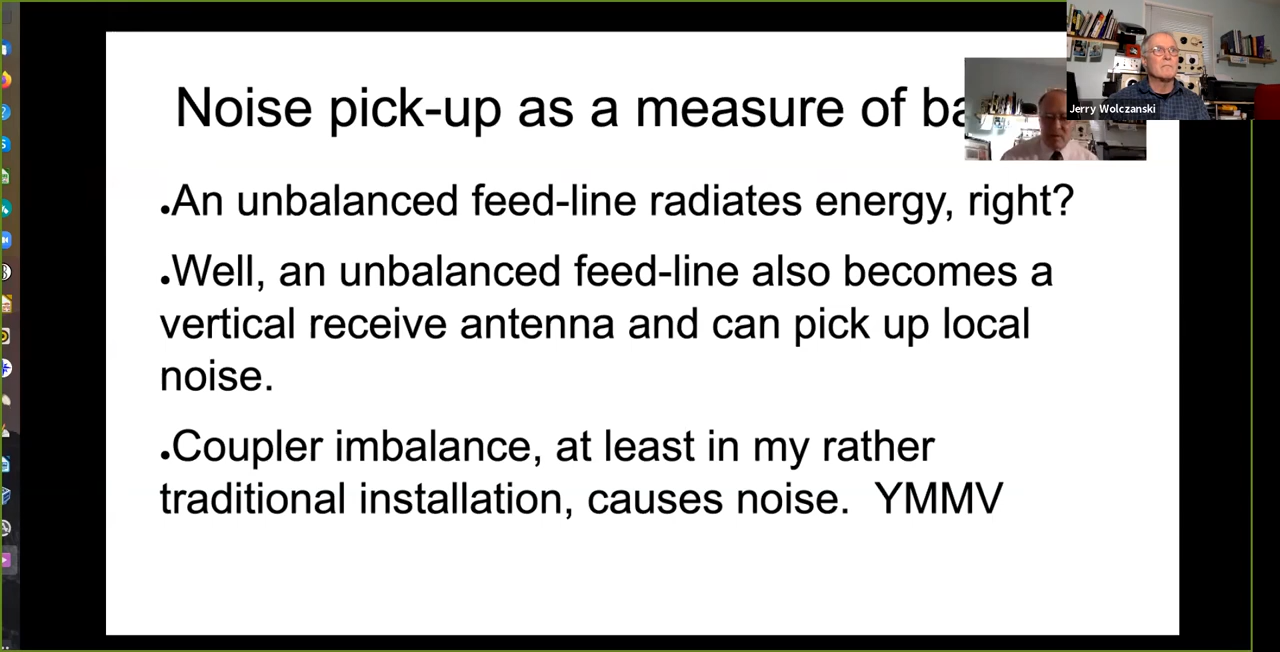 Noise pick-up as a measure of
Jerry Wolczanski
.An unbalanced feed-line radiates energy, right?
.Well, an unbalanced feed-line also becomes a
vertical receive antenna and can pick up local
noise.
.Coupler imbalance, at least in my rather
traditional installation, causes noise. YMMV